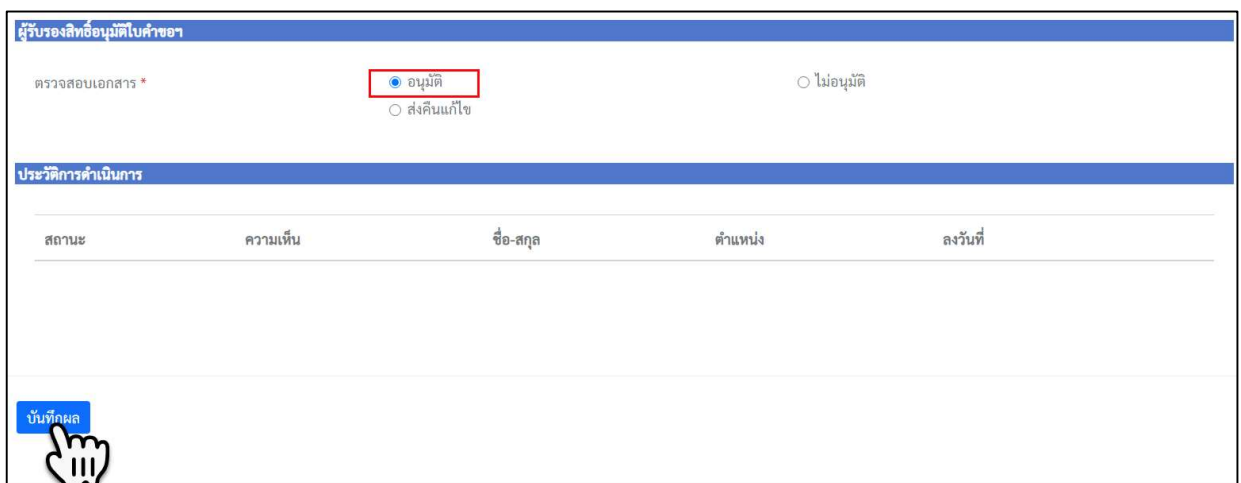 ผู้รับรองสิทธิ์อนุมัติใบคำขอฯ
ตรวจสอบเอกสาร * อนุมัติ ไม่อนุมัติ
ส่งคืนแก้ไข
ประวัติการดำเนินการ
สถานะ ความเห็น ชื่อ-สกุล ตำแหน่ง ลงวันที่
บันทึกผล